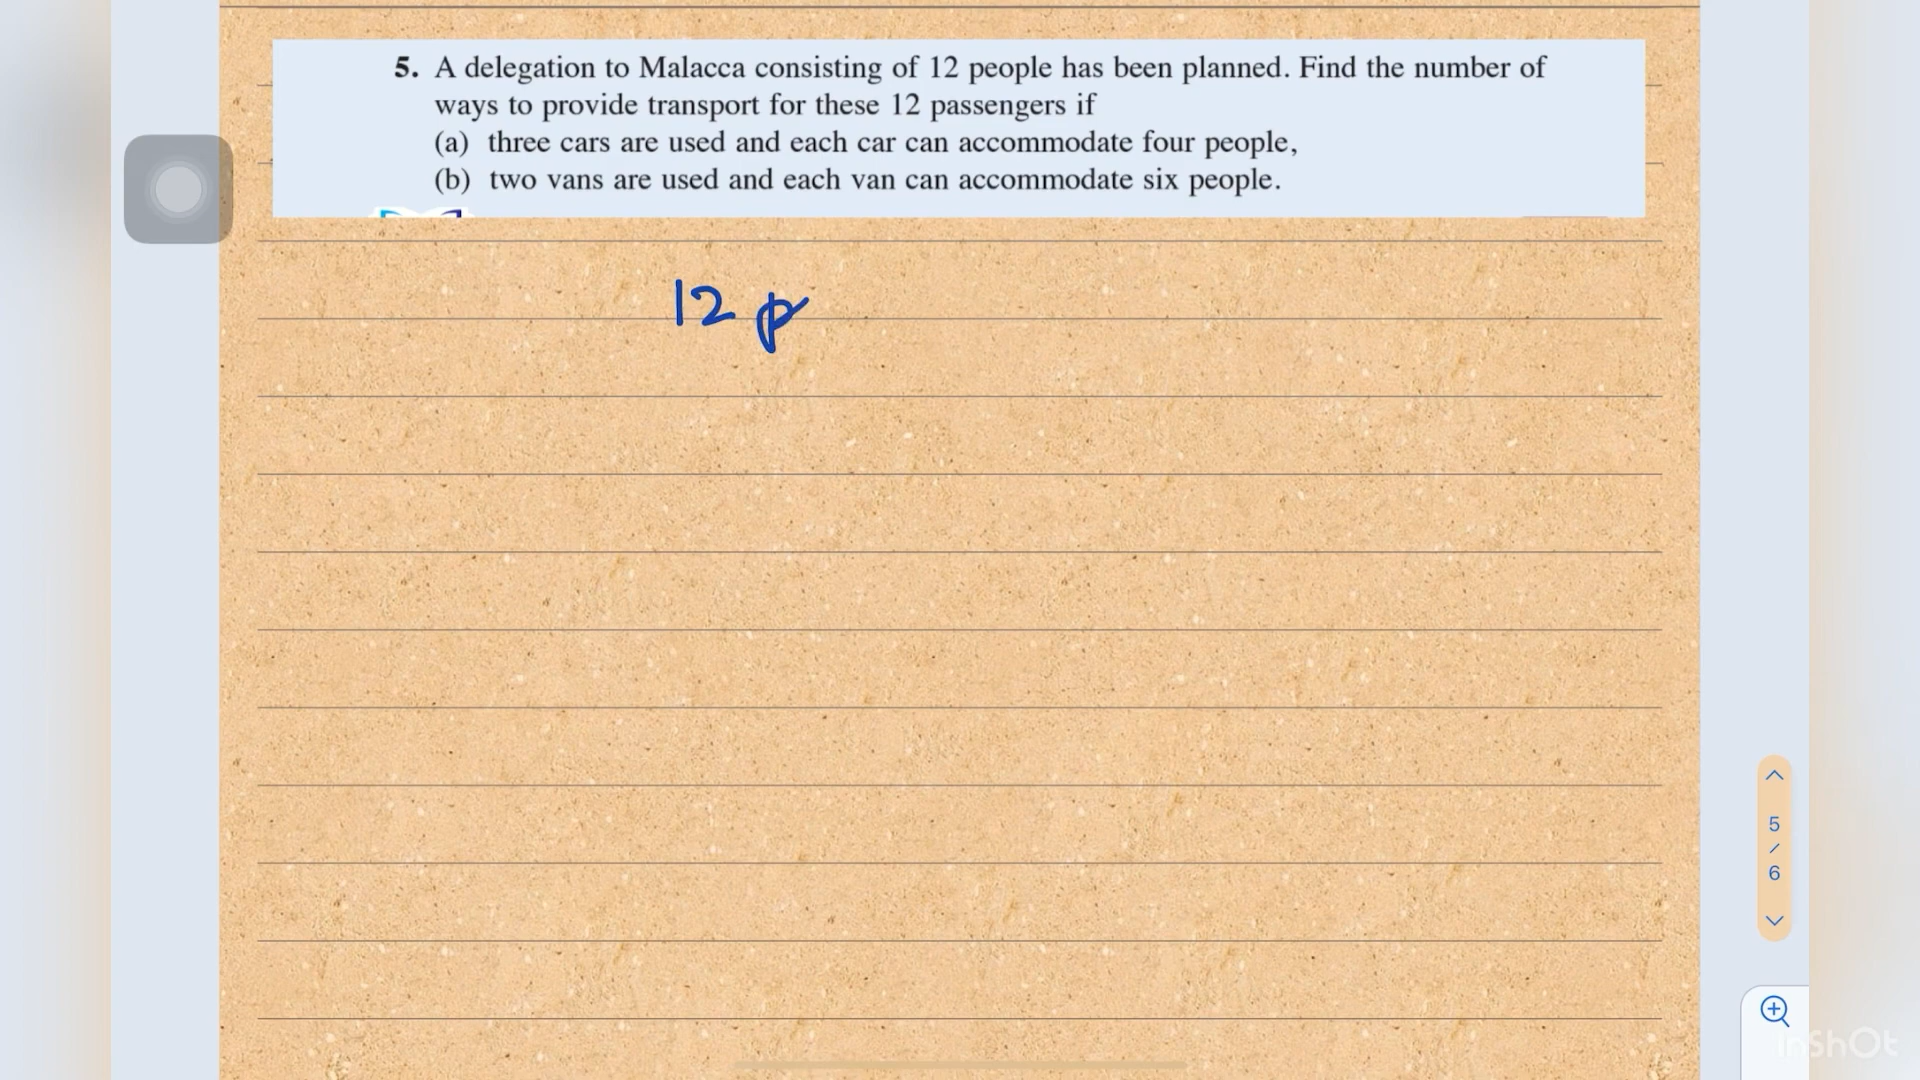 5. A delegation to Malacca consisting of 12 people has been planned. Find the number of
ways to provide transport for these 12 passengers if
(a) three cars are used and each car can accommodate four people,
(b) two vans are used and each van can accommodate six people.
12 p
5
/
6
InShOt